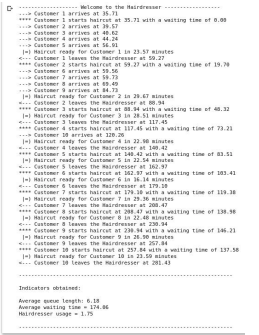 -------------------- Welcome to the Hairdresser ------------------
---> Customer 1 arrives at 35.71
**** Customer 1 starts haircut at 35.71 with a waiting time of 0.00
---> Customer 2 arrives at 39.57
---> Customer 3 arrives at 40.62
---> Customer 4 arrives at 44.24
---> Customer 5 arrives at 56.91
|=| Haircut ready for Customer 1 in 23.57 minuts
<--- Customer 1 leaves the Hairdresser at 59.27
**** Customer 2 starts haircut at 59.27 with a waiting time of 19.70
---> Customer 6 arrives at 59.56
---> Customer 7 arrives at 59.73
---> Customer 8 arrives at 69.49
---> Customer 9 arrives at 84.73
|=| Haircut ready for Customer 2 in 29.67 minuts
<--- Customer 2 leaves the Hairdresser at 88.94
**** Customer 3 starts haircut at 88.94 with a waiting time of 48.32
|=| Haircut ready for Customer 3 in 28.51 minuts
<--- Customer 3 leaves the Hairdresser at 117.45
**** Customer 4 starts haircut at 117.45 with a waiting time of 73.21
---> Customer 10 arrives at 120.26
|=| Haircut ready for Customer 4 in 22.98 minuts
<--- Customer 4 leaves the Hairdresser at 140.42
**** Customer 5 starts haircut at 140.42 with a waiting time of 83.51
|=| Haircut ready for Customer 5 in 22.54 minuts
<--- Customer 5 leaves the Hairdresser at 162.97
**** Customer 6 starts haircut at 162.97 with a waiting time of 103.41
|=| Haircut ready for Customer 6 in 16.14 minuts
<--- Customer 6 leaves the Hairdresser at 179.10
**** Customer 7 starts haircut at 179.10 with a waiting time of 119.38
|=| Haircut ready for Customer 7 in 29.36 minuts
<--- Customer 7 leaves the Hairdresser at 208.47
**** Customer 8 starts haircut at 208.47 with a waiting time of 138.98
|=| Haircut ready for Customer 8 in 22.48 minuts
<--- Customer 8 leaves the Hairdresser at 230.94
**** Customer 9 starts haircut at 230.94 with a waiting time of 146.21
|=| Haircut ready for Customer 9 in 26.90 minuts
<--- Customer 9 leaves the Hairdresser at 257.84
**** Customer 10 starts haircut at 257.84 with a waiting time of 137.58
|=| Haircut ready for Customer 10 in 23.59 minuts
<--- Customer 10 leaves the Hairdresser at 281.43
------------------------------------------------------------------
Indicators obtained:
Average queue length: 6.18
Average waiting time = 174.06
Hairdresser usage = 1.75
------------------------------------------------------------------